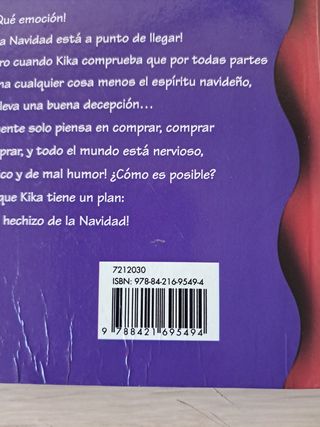 Qué emoción!
a Navidad está a punto de llegar!
ro cuando Kika comprueba que por todas partes
na cualquier cosa menos el espíritu navideño,
lleva una buena decepción...
ente solo piensa en comprar, comprar
prar, y todo el mundo está nervioso,
ico y de mal humor! ¿Cómo es posible?
que Kika tiene un plan:
hechizo de la Navidad!
7212030
ISBN: 978-84-216-9549-4
9 788421 695494